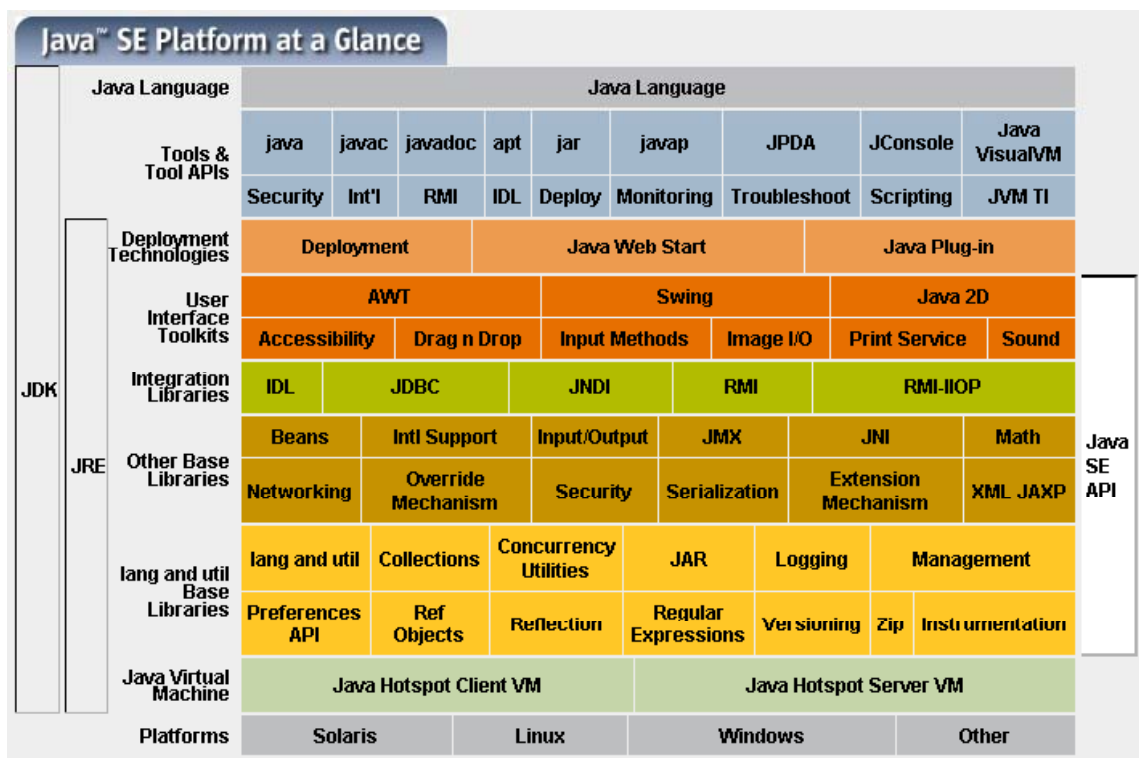 Java™ SE Platform at a Glance
Java Language
Java Language
Tools &
Tool APIs
java javac javadoc apt jar javap JPDA JConsole Java
VisualVM
Security Int'l RMI IDL Deploy Monitoring Troubleshoot Scripting JVM TI
Deployment
Technologies
Deployment Java Web Start Java Plug-in
User
Interface
Toolkits
AWT Swing Java 2D
Accessibility Drag n Drop Input Methods Image I/O Print Service Sound
Integration
Libraries
IDL JDBC JNDI RMI RMI-IIOP
JDK
JRE
Other Base
Libraries
Beans Intl Support Input/Output JMX JNI Math
Networking Override
Mechanism Security Serialization Extension
Mechanism XML JAXP
Java
SE
API
lang and util
Base
Libraries
lang and util Collections Concurrency
Utilities JAR Logging Management
Preferences
API Ref
Objects Reflection Regular
Expressions Versioning Zip Instrumentation
Java Virtual
Machine
Java Hotspot Client VM Java Hotspot Server VM
Platforms
Solaris Linux Windows Other